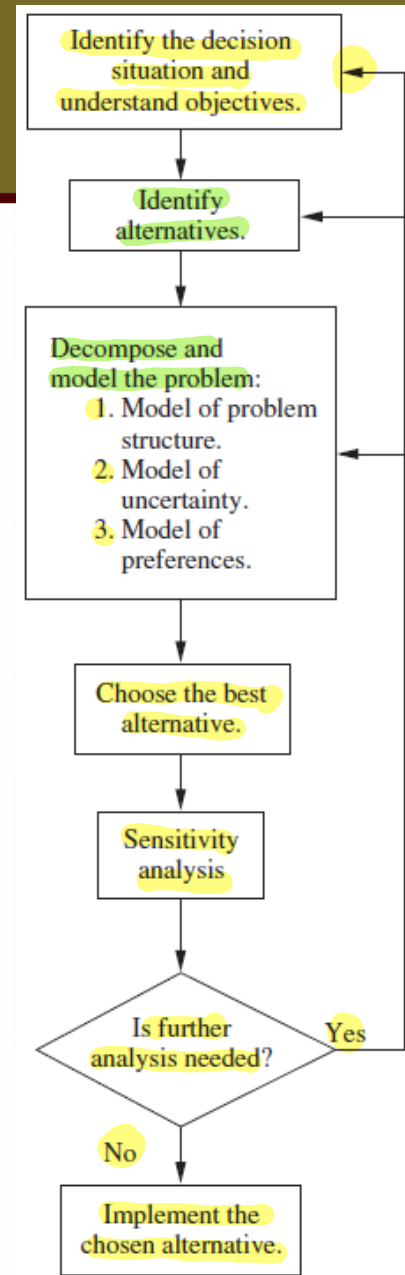 Identify the decision
situation and
understand objectives.
Identify
alternatives.
Decompose and
model the problem:
1. Model of problem
structure.
2. Model of
uncertainty.
3. Model of
preferences.
Choose the best
alternative.
Sensitivity
analysis
Is further
analysis needed?
Yes
No
Implement the
chosen alternative.